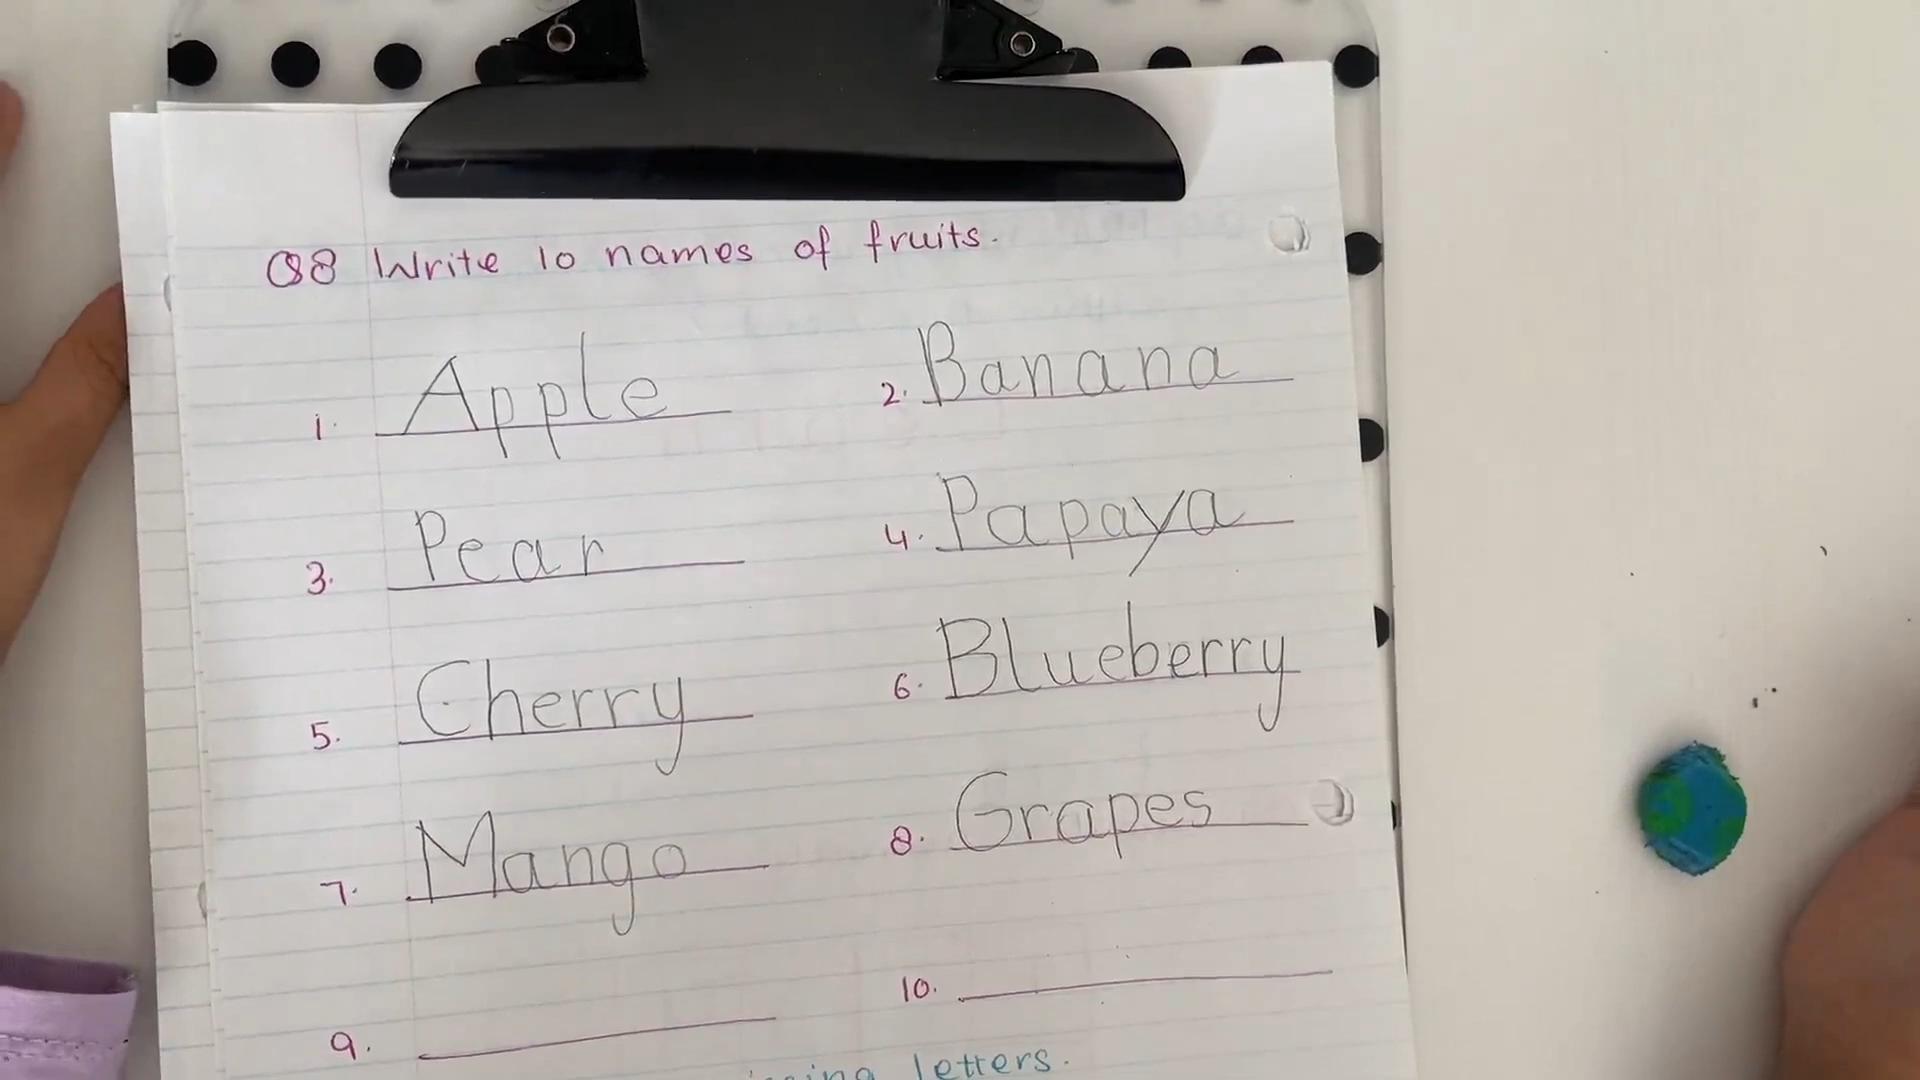 Q8 Write 10 names of fruits.
1. Apple
2. Banana
3. Pear
4. Papaya
5. Cherry
6. Blueberry
7. Mango
8. Grapes
9.
10.
letters.